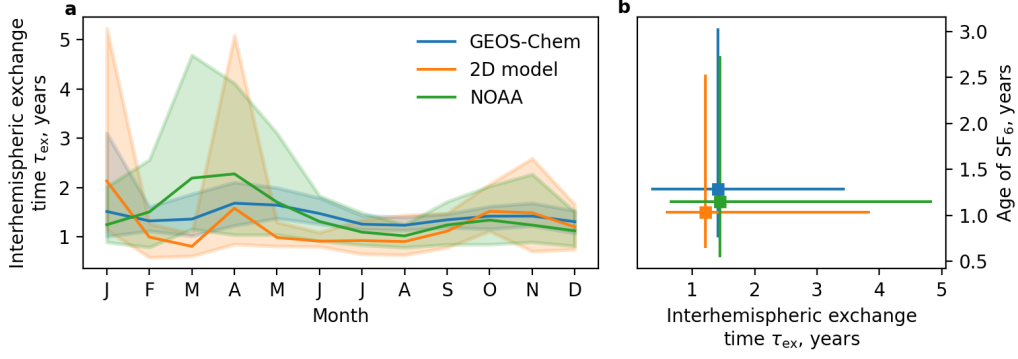 a
Interhemispheric exchange
time τex, years
5
4
3
2
1
GEOS-Chem
2D model
NOAA
J F M A M J J A S O N D
Month
b
3.0
2.5
2.0
1.5
1.0
0.5
Age of SF6, years
1 2 3 4 5
Interhemispheric exchange
time τex, years